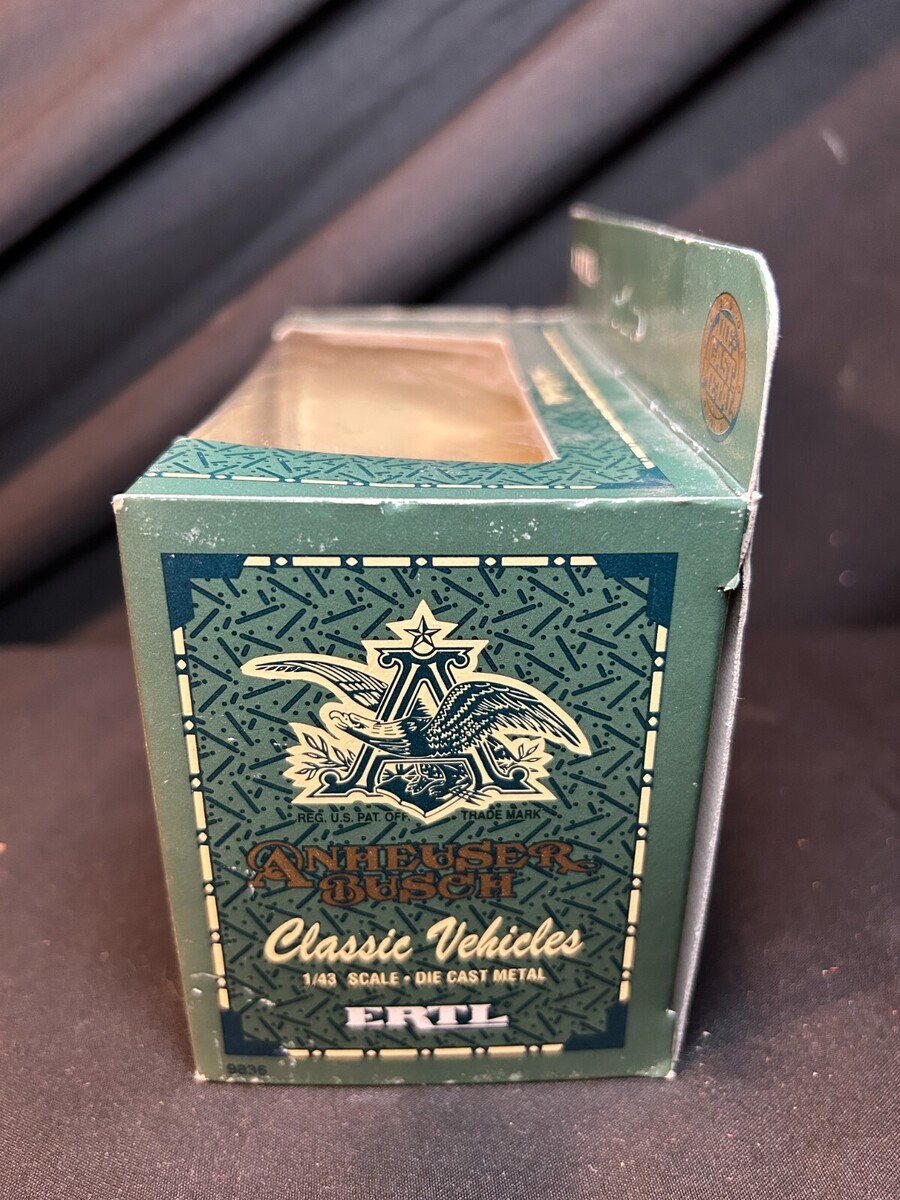 REG. U.S. PAT. OFF. TRADE MARK
ANHEUSER
BUSCH
Classic Vehicles
1/43 SCALE • DIE CAST METAL
ERTL
9836